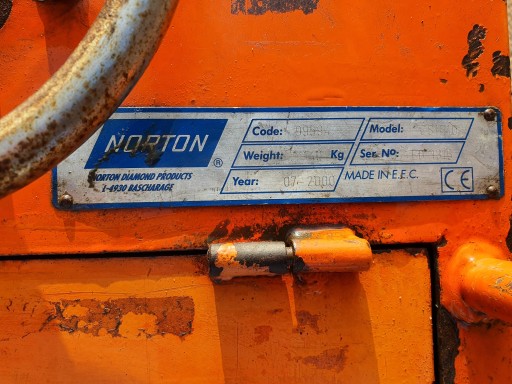 NORTON ®
NORTON DIAMOND PRODUCTS
L-4930 BASCHARAGE
Code:
Model:
Weight: Kg
Ser. No:
Year: 07-2000
MADE IN E.E.C.
CE